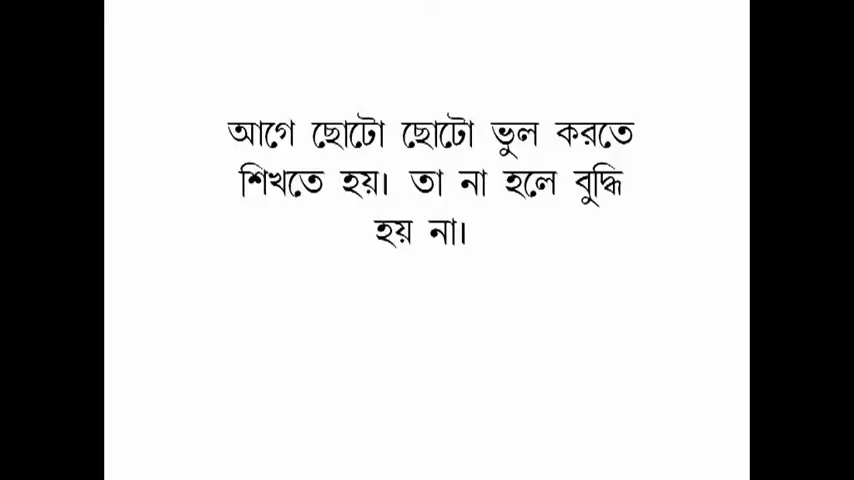 আগে ছোটো ছোটো ভুল করতে
শিখতে হয়। তা না হলে বুদ্ধি
হয় না।